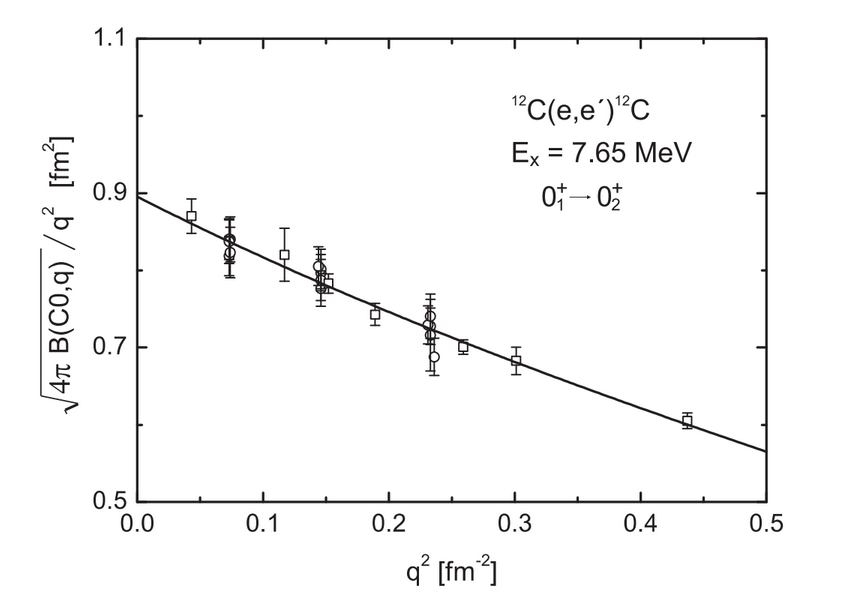 1.1
0.9
0.7
0.5
0.0 0.1 0.2 0.3 0.4 0.5
√4π B(C0,q) / q² [fm²]
q² [fm⁻²]
¹²C(e,e´)¹²C
Eₓ = 7.65 MeV
0₁⁺→0₂⁺